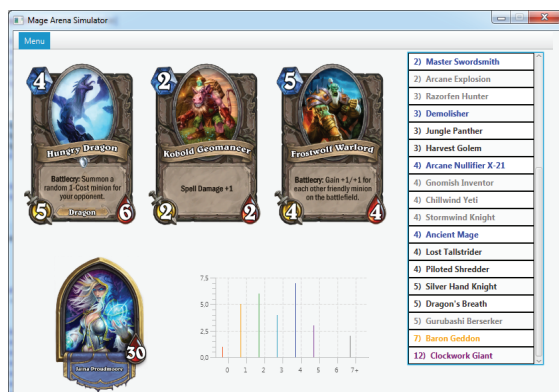 Mage Arena Simulator
Menu
4
Hungry Dragon
Battlecry: Summon a
random 1-Cost minion for
your opponent.
5
Dragon
6
2
Kobold Geomancer
Spell Damage +1
2
2
5
Frostwolf Warlord
Battlecry: Gain +1/+1 for
each other friendly minion
on the battlefield.
4
4
2) Master Swordsmith
2) Arcane Explosion
3) Razorfen Hunter
3) Demolisher
3) Jungle Panther
3) Harvest Golem
4) Arcane Nullifier X-21
4) Gnomish Inventor
4) Chillwind Yeti
4) Stormwind Knight
4) Ancient Mage
4) Lost Tallstrider
4) Piloted Shredder
5) Silver Hand Knight
5) Dragon's Breath
5) Gurubashi Berserker
7) Baron Geddon
12) Clockwork Giant
30
Jaina Proudmoore
7.5
5.0
2.5
0.0
0 1 2 3 4 5 6 7+